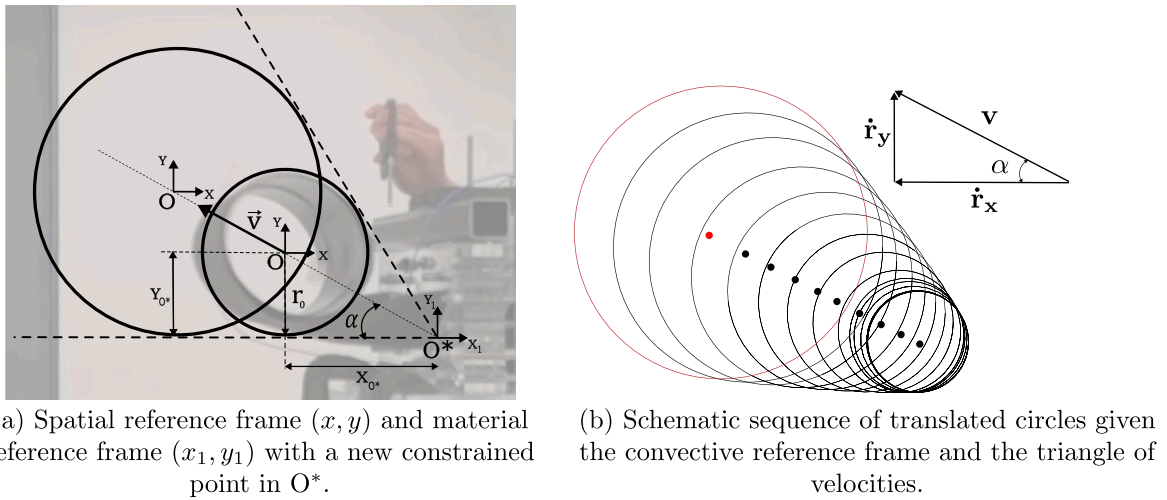 Y
X
O
v⃗
Y
X
O
Y₀*
r₀
α
Y₁
X₁
O*
X₀*
ṙy
v
α
ṙx
a) Spatial reference frame (x, y) and material
eference frame (x₁, y₁) with a new constrained
point in O*.
(b) Schematic sequence of translated circles given
the convective reference frame and the triangle of
velocities.